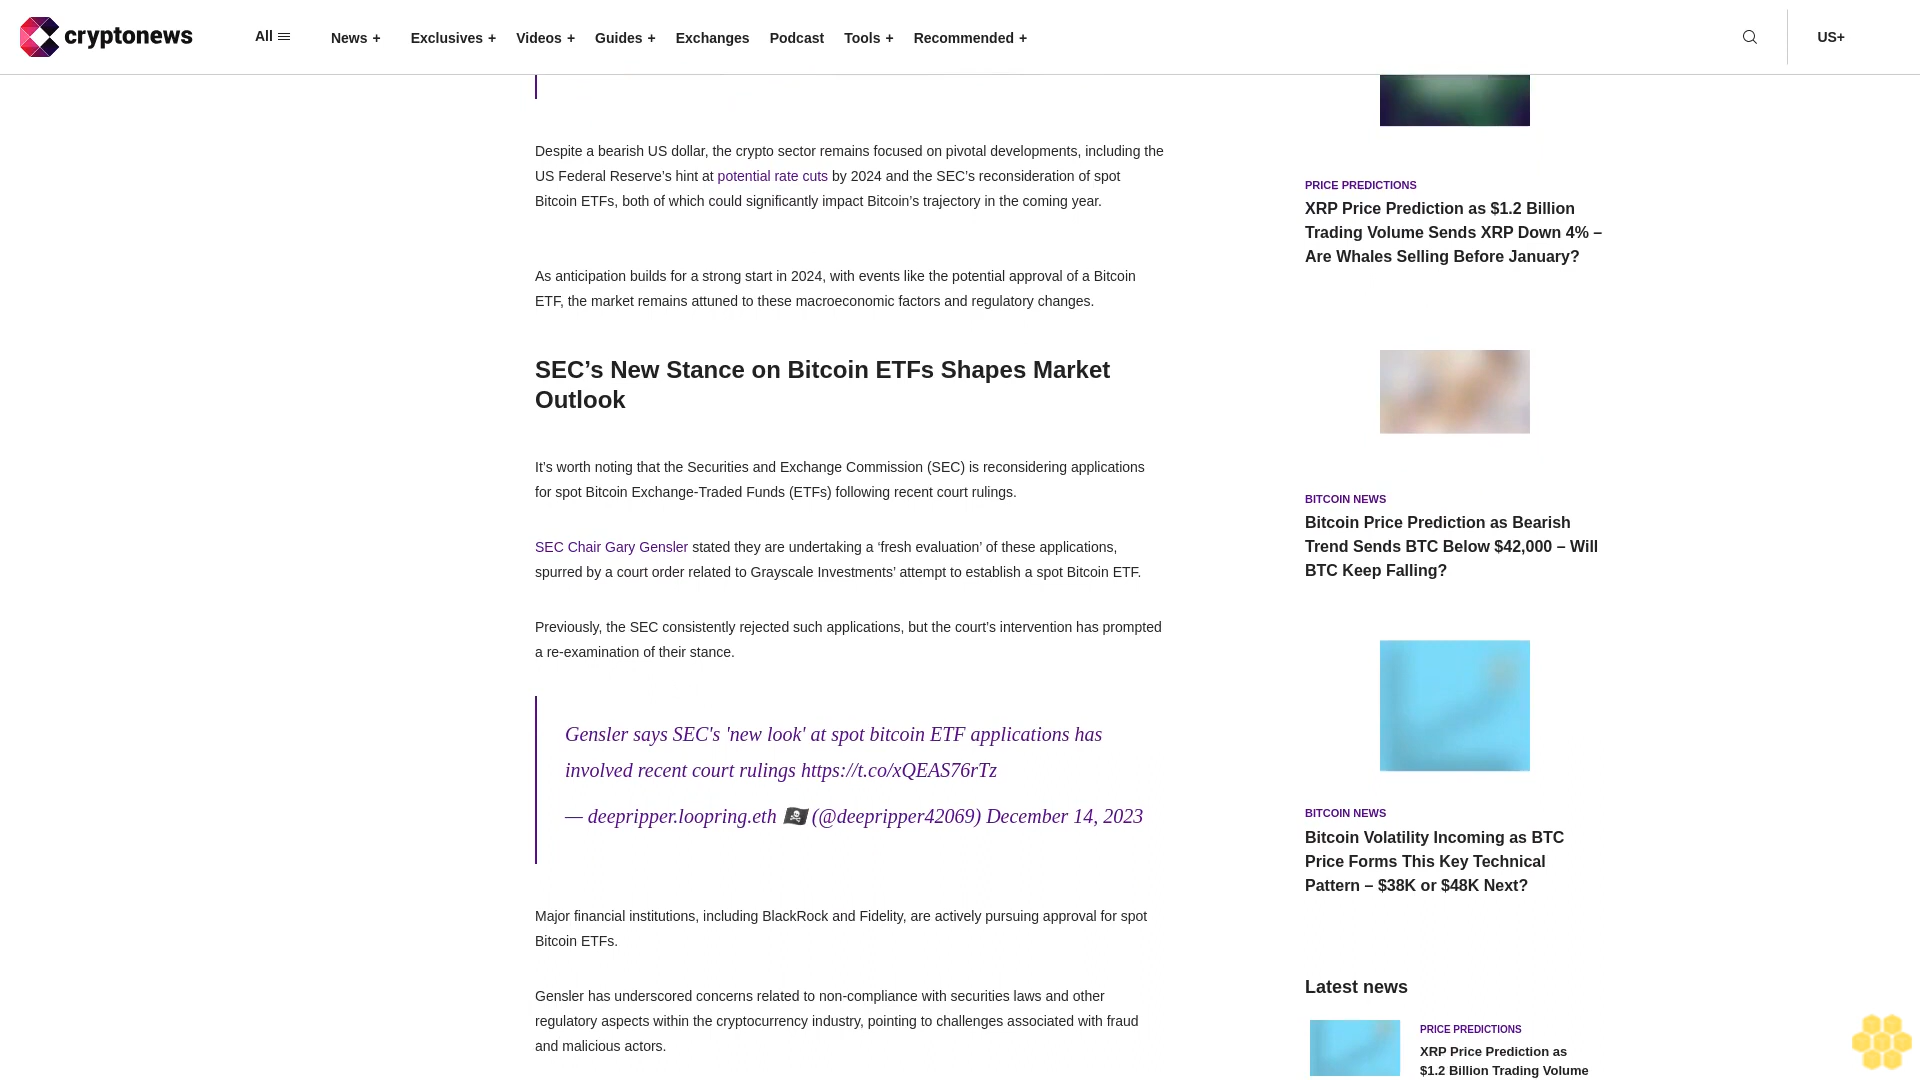 cryptonews
All
News +
Exclusives +
Videos +
Guides +
Exchanges
Podcast
Tools +
Recommended +
US+
Despite a bearish US dollar, the crypto sector remains focused on pivotal developments, including the
US Federal Reserve’s hint at potential rate cuts by 2024 and the SEC’s reconsideration of spot
Bitcoin ETFs, both of which could significantly impact Bitcoin’s trajectory in the coming year.
As anticipation builds for a strong start in 2024, with events like the potential approval of a Bitcoin
ETF, the market remains attuned to these macroeconomic factors and regulatory changes.
SEC’s New Stance on Bitcoin ETFs Shapes Market
Outlook
It’s worth noting that the Securities and Exchange Commission (SEC) is reconsidering applications
for spot Bitcoin Exchange-Traded Funds (ETFs) following recent court rulings.
SEC Chair Gary Gensler stated they are undertaking a ‘fresh evaluation’ of these applications,
spurred by a court order related to Grayscale Investments’ attempt to establish a spot Bitcoin ETF.
Previously, the SEC consistently rejected such applications, but the court’s intervention has prompted
a re-examination of their stance.
Gensler says SEC's 'new look' at spot bitcoin ETF applications has
involved recent court rulings https://t.co/xQEAS76rTz
— deepripper.loopring.eth 🏴‍☠️ (@deepripper42069) December 14, 2023
Major financial institutions, including BlackRock and Fidelity, are actively pursuing approval for spot
Bitcoin ETFs.
Gensler has underscored concerns related to non-compliance with securities laws and other
regulatory aspects within the cryptocurrency industry, pointing to challenges associated with fraud
and malicious actors.
PRICE PREDICTIONS
XRP Price Prediction as $1.2 Billion
Trading Volume Sends XRP Down 4% –
Are Whales Selling Before January?
BITCOIN NEWS
Bitcoin Price Prediction as Bearish
Trend Sends BTC Below $42,000 – Will
BTC Keep Falling?
BITCOIN NEWS
Bitcoin Volatility Incoming as BTC
Price Forms This Key Technical
Pattern – $38K or $48K Next?
Latest news
PRICE PREDICTIONS
XRP Price Prediction as
$1.2 Billion Trading Volume